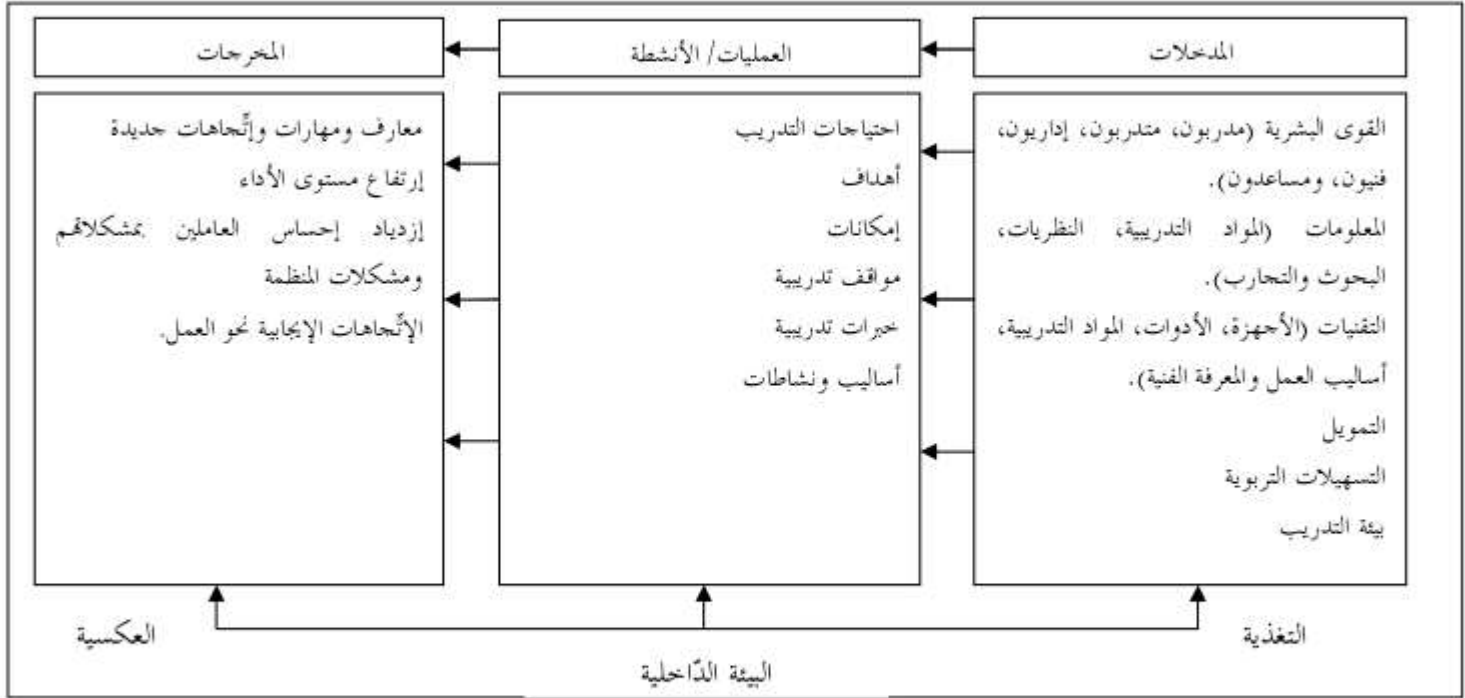 المدخلات
العمليات/ الأنشطة
المخرجات
القوى البشرية (مدربون، متدربون، إداريون،
فنيون، ومساعدون).
المعلومات (المواد التدريبية، النظريات،
البحوث والتجارب).
التقنيات (الأجهزة، الأدوات، المواد التدريبية،
أساليب العمل والمعرفة الفنية).
التمويل
التسهيلات التربوية
بيئة التدريب
احتياجات التدريب
أهداف
إمكانات
مواقف تدريبية
خبرات تدريبية
أساليب ونشاطات
معارف ومهارات وإتّجاهات جديدة
إرتفاع مستوى الأداء
إزدياد إحساس العاملين بمشكلاتهم
ومشكلات المنظمة
الإتّجاهات الإيجابية نحو العمل.
التغذية
العكسية
البيئة الدّاخلية